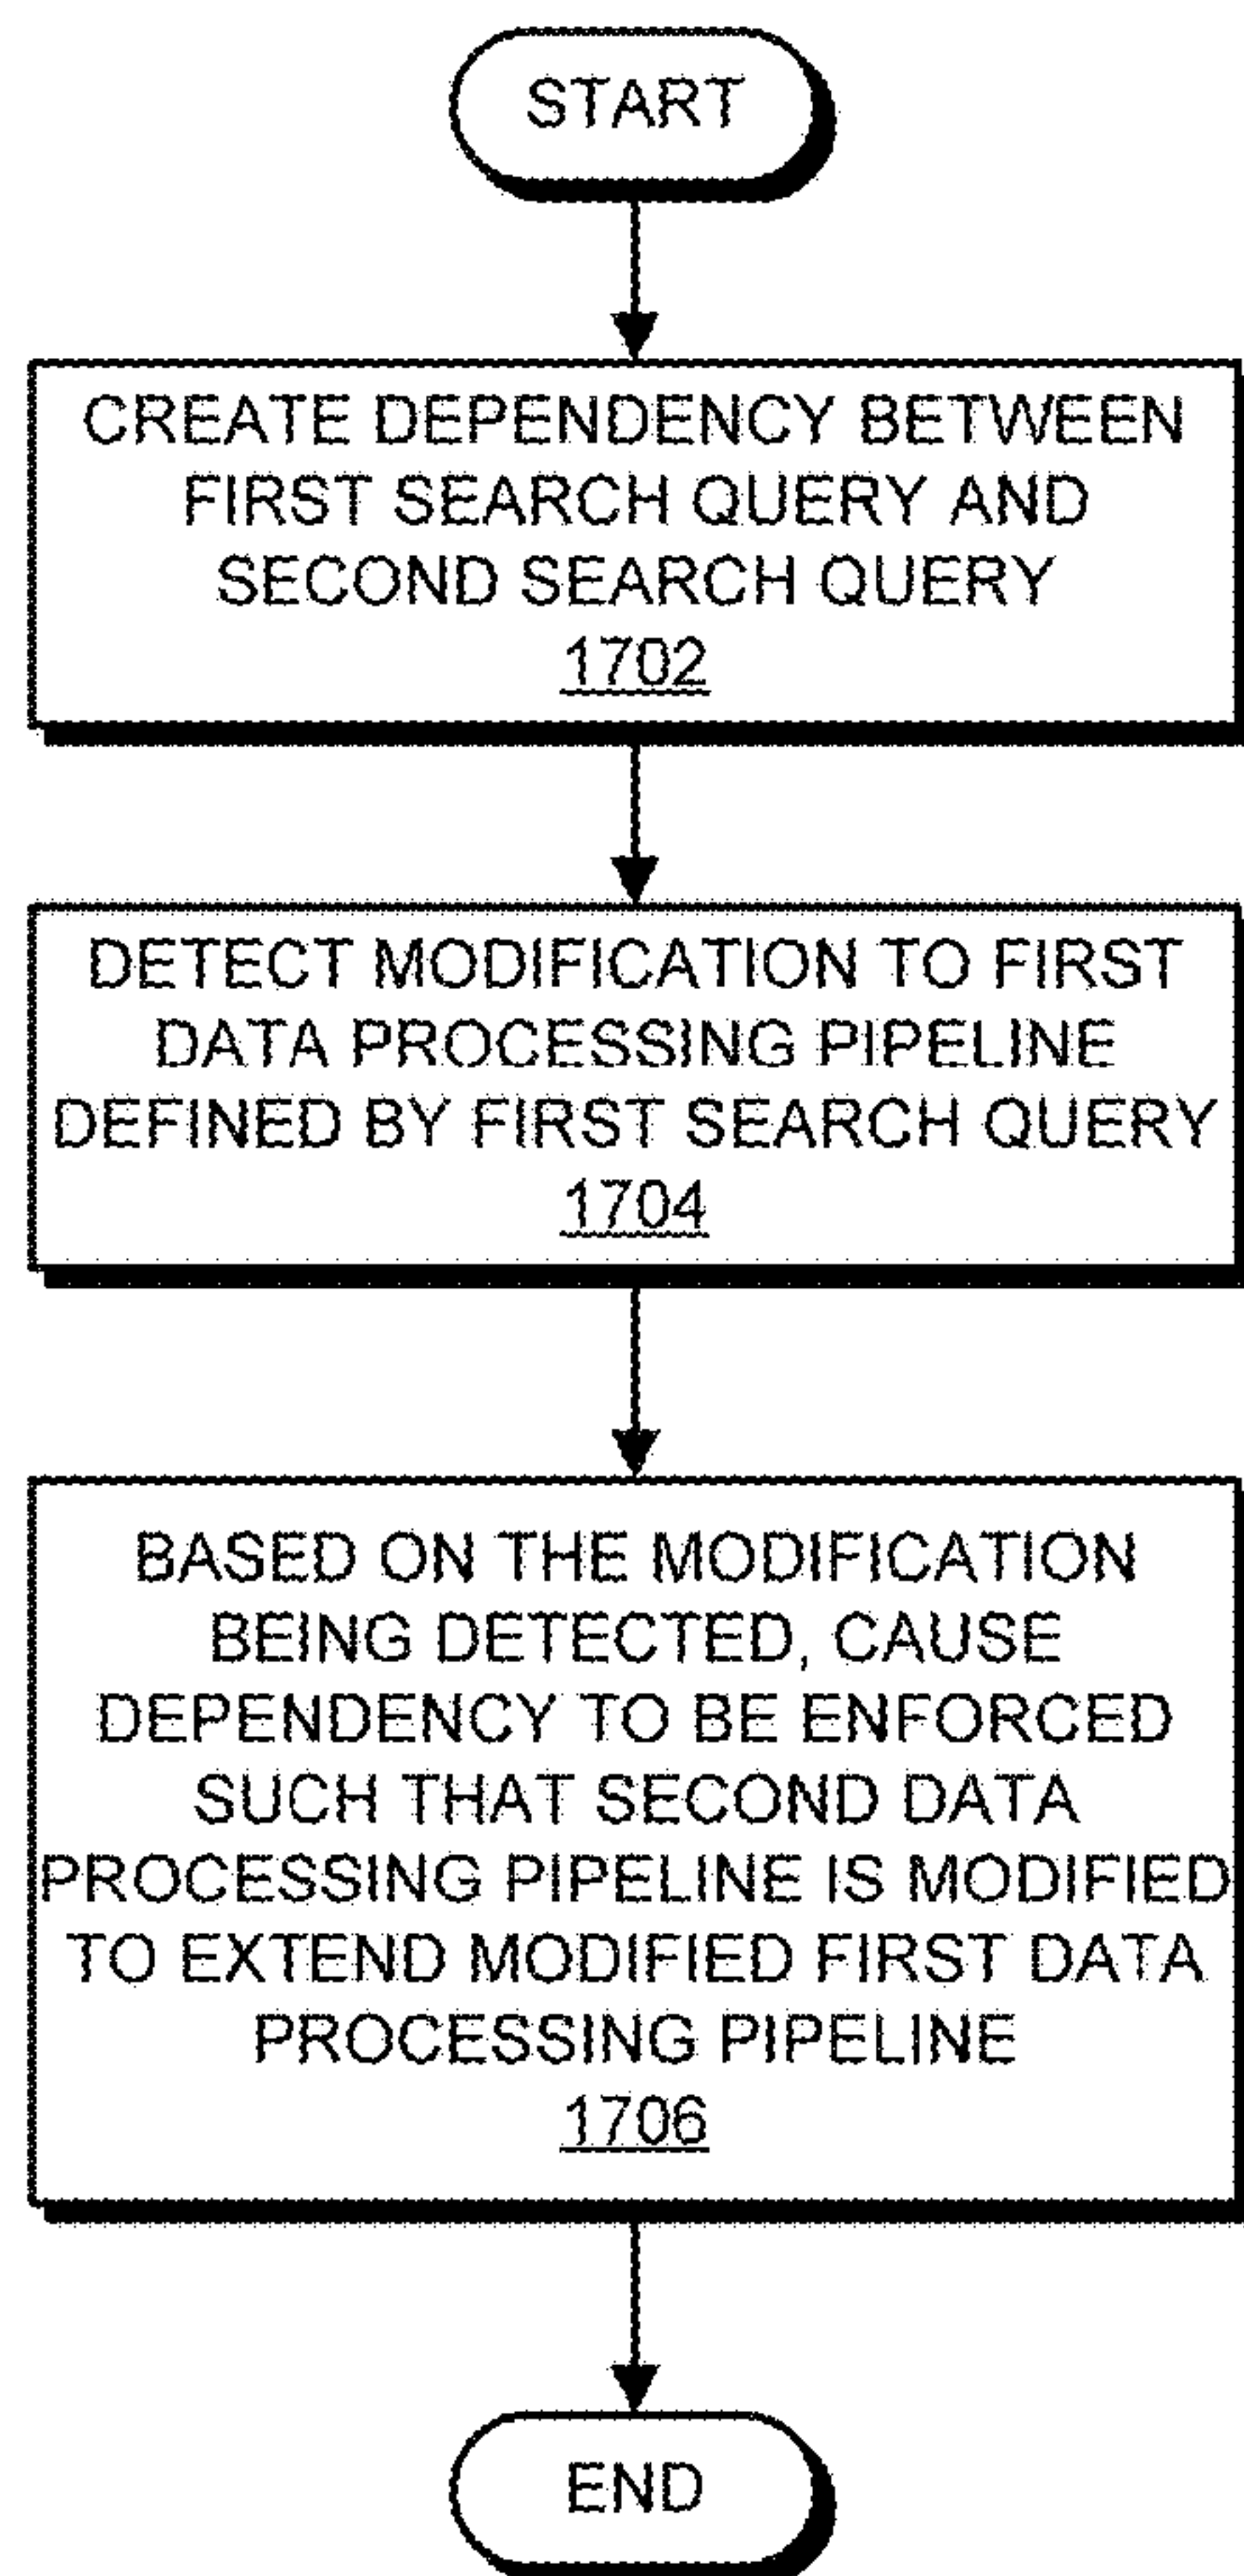 START
CREATE DEPENDENCY BETWEEN
FIRST SEARCH QUERY AND
SECOND SEARCH QUERY
1702
DETECT MODIFICATION TO FIRST
DATA PROCESSING PIPELINE
DEFINED BY FIRST SEARCH QUERY
1704
BASED ON THE MODIFICATION
BEING DETECTED, CAUSE
DEPENDENCY TO BE ENFORCED
SUCH THAT SECOND DATA
PROCESSING PIPELINE IS MODIFIED
TO EXTEND MODIFIED FIRST DATA
PROCESSING PIPELINE
1706
END